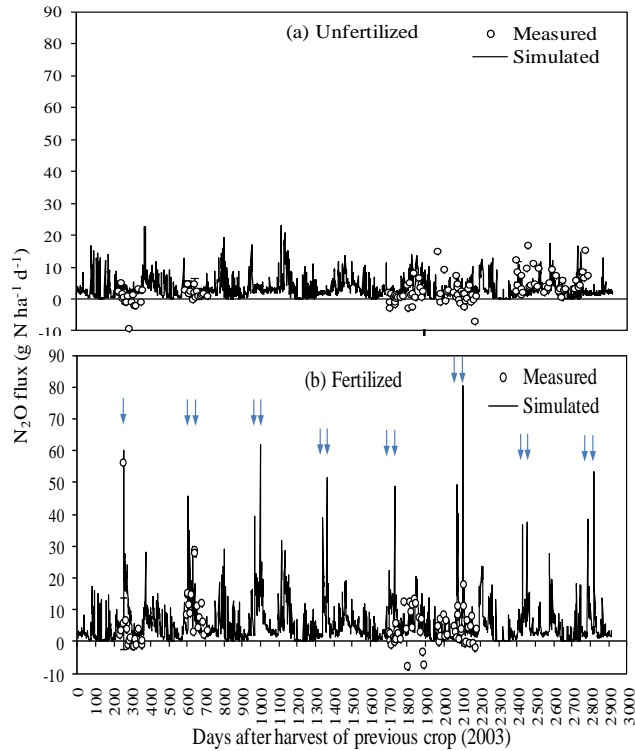 90
(a) Unfertilized
Measured
80
Simulated
70
60
50
40
30
20
10
0
-10
N₂O flux (g N ha⁻¹ d⁻¹)
90
(b) Fertilized
Measured
80
Simulated
70
60
50
40
30
20
10
0
-10
0 100 200 300 400 500 600 700 800 900 1000 1100 1200 1300 1400 1500 1600 1700 1800 1900 2000 2100 2200 2300 2400 2500 2600 2700 2800 2900 3000
Days after harvest of previous crop (2003)